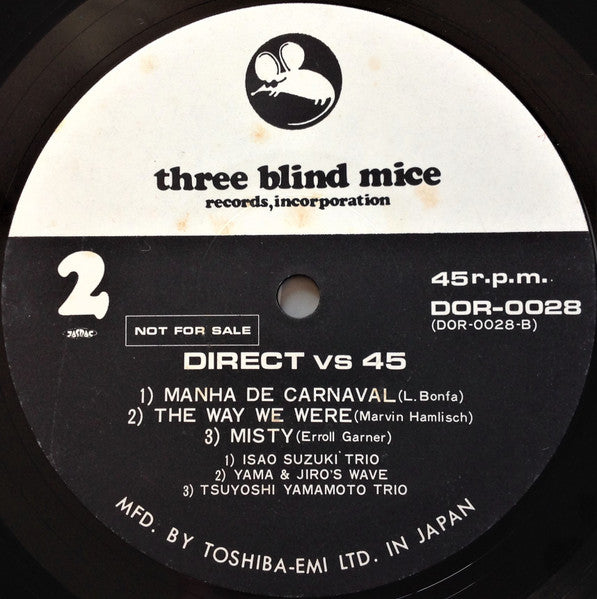 three blind mice
records, incorporation
2
JASRAC
45 r.p.m.
DOR-0028
(DOR-0028-B)
NOT FOR SALE
DIRECT vs 45
1) MANHA DE CARNAVAL (L. Bonfa)
2) THE WAY WE WERE (Marvin Hamlisch)
3) MISTY (Erroll Garner)
1) ISAO SUZUKI TRIO
2) YAMA & JIRO'S WAVE
3) TSUYOSHI YAMAMOTO TRIO
MFD. BY TOSHIBA-EMI LTD. IN JAPAN